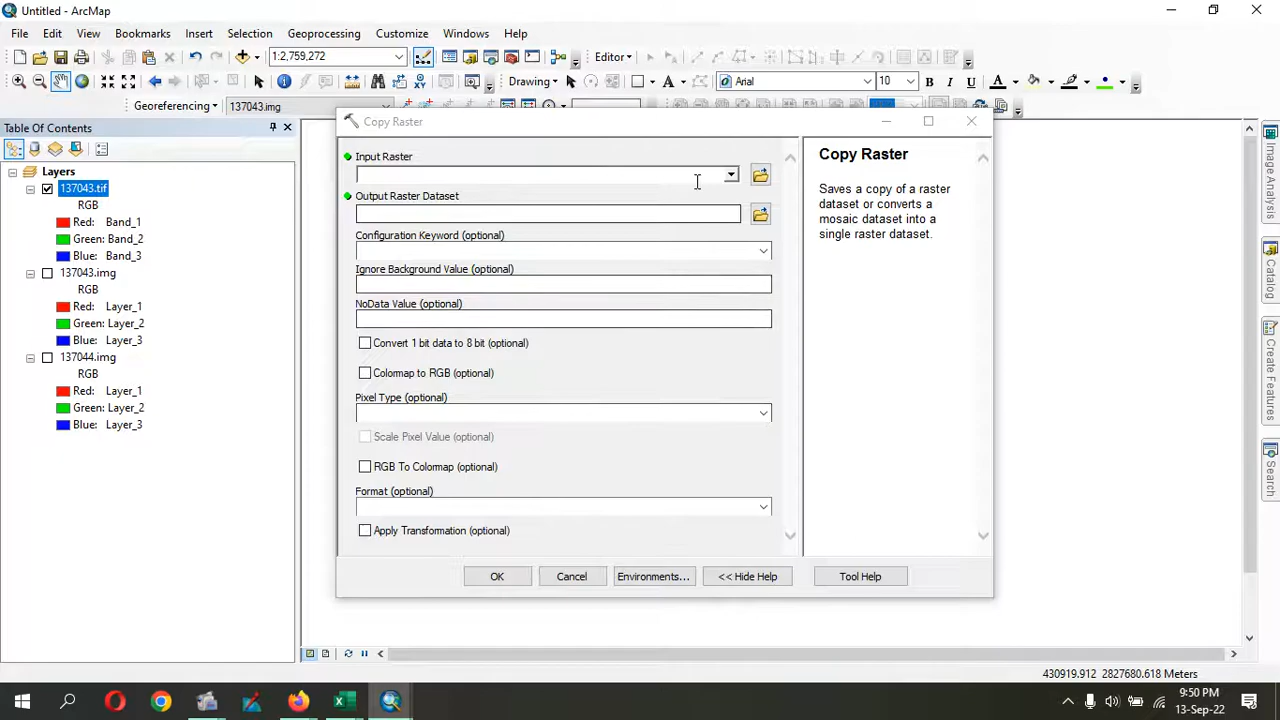 Untitled - ArcMap
File Edit View Bookmarks Insert Selection Geoprocessing Customize Windows Help
1:2,759,272 Editor
Drawing Arial 10 B I U A
Georeferencing 137043.img
Table Of Contents
Layers
137043.tif
RGB
Red: Band_1
Green: Band_2
Blue: Band_3
137043.img
RGB
Red: Layer_1
Green: Layer_2
Blue: Layer_3
137044.img
RGB
Red: Layer_1
Green: Layer_2
Blue: Layer_3
Copy Raster
Input Raster
Output Raster Dataset
Configuration Keyword (optional)
Ignore Background Value (optional)
NoData Value (optional)
Convert 1 bit data to 8 bit (optional)
Colormap to RGB (optional)
Pixel Type (optional)
Scale Pixel Value (optional)
RGB To Colormap (optional)
Format (optional)
Apply Transformation (optional)
OK Cancel Environments... << Hide Help Tool Help
Copy Raster
Saves a copy of a raster
dataset or converts a
mosaic dataset into a
single raster dataset.
Image Analysis
Catalog
Create Features
Search
430919.912 2827680.618 Meters
9:50 PM
13-Sep-22